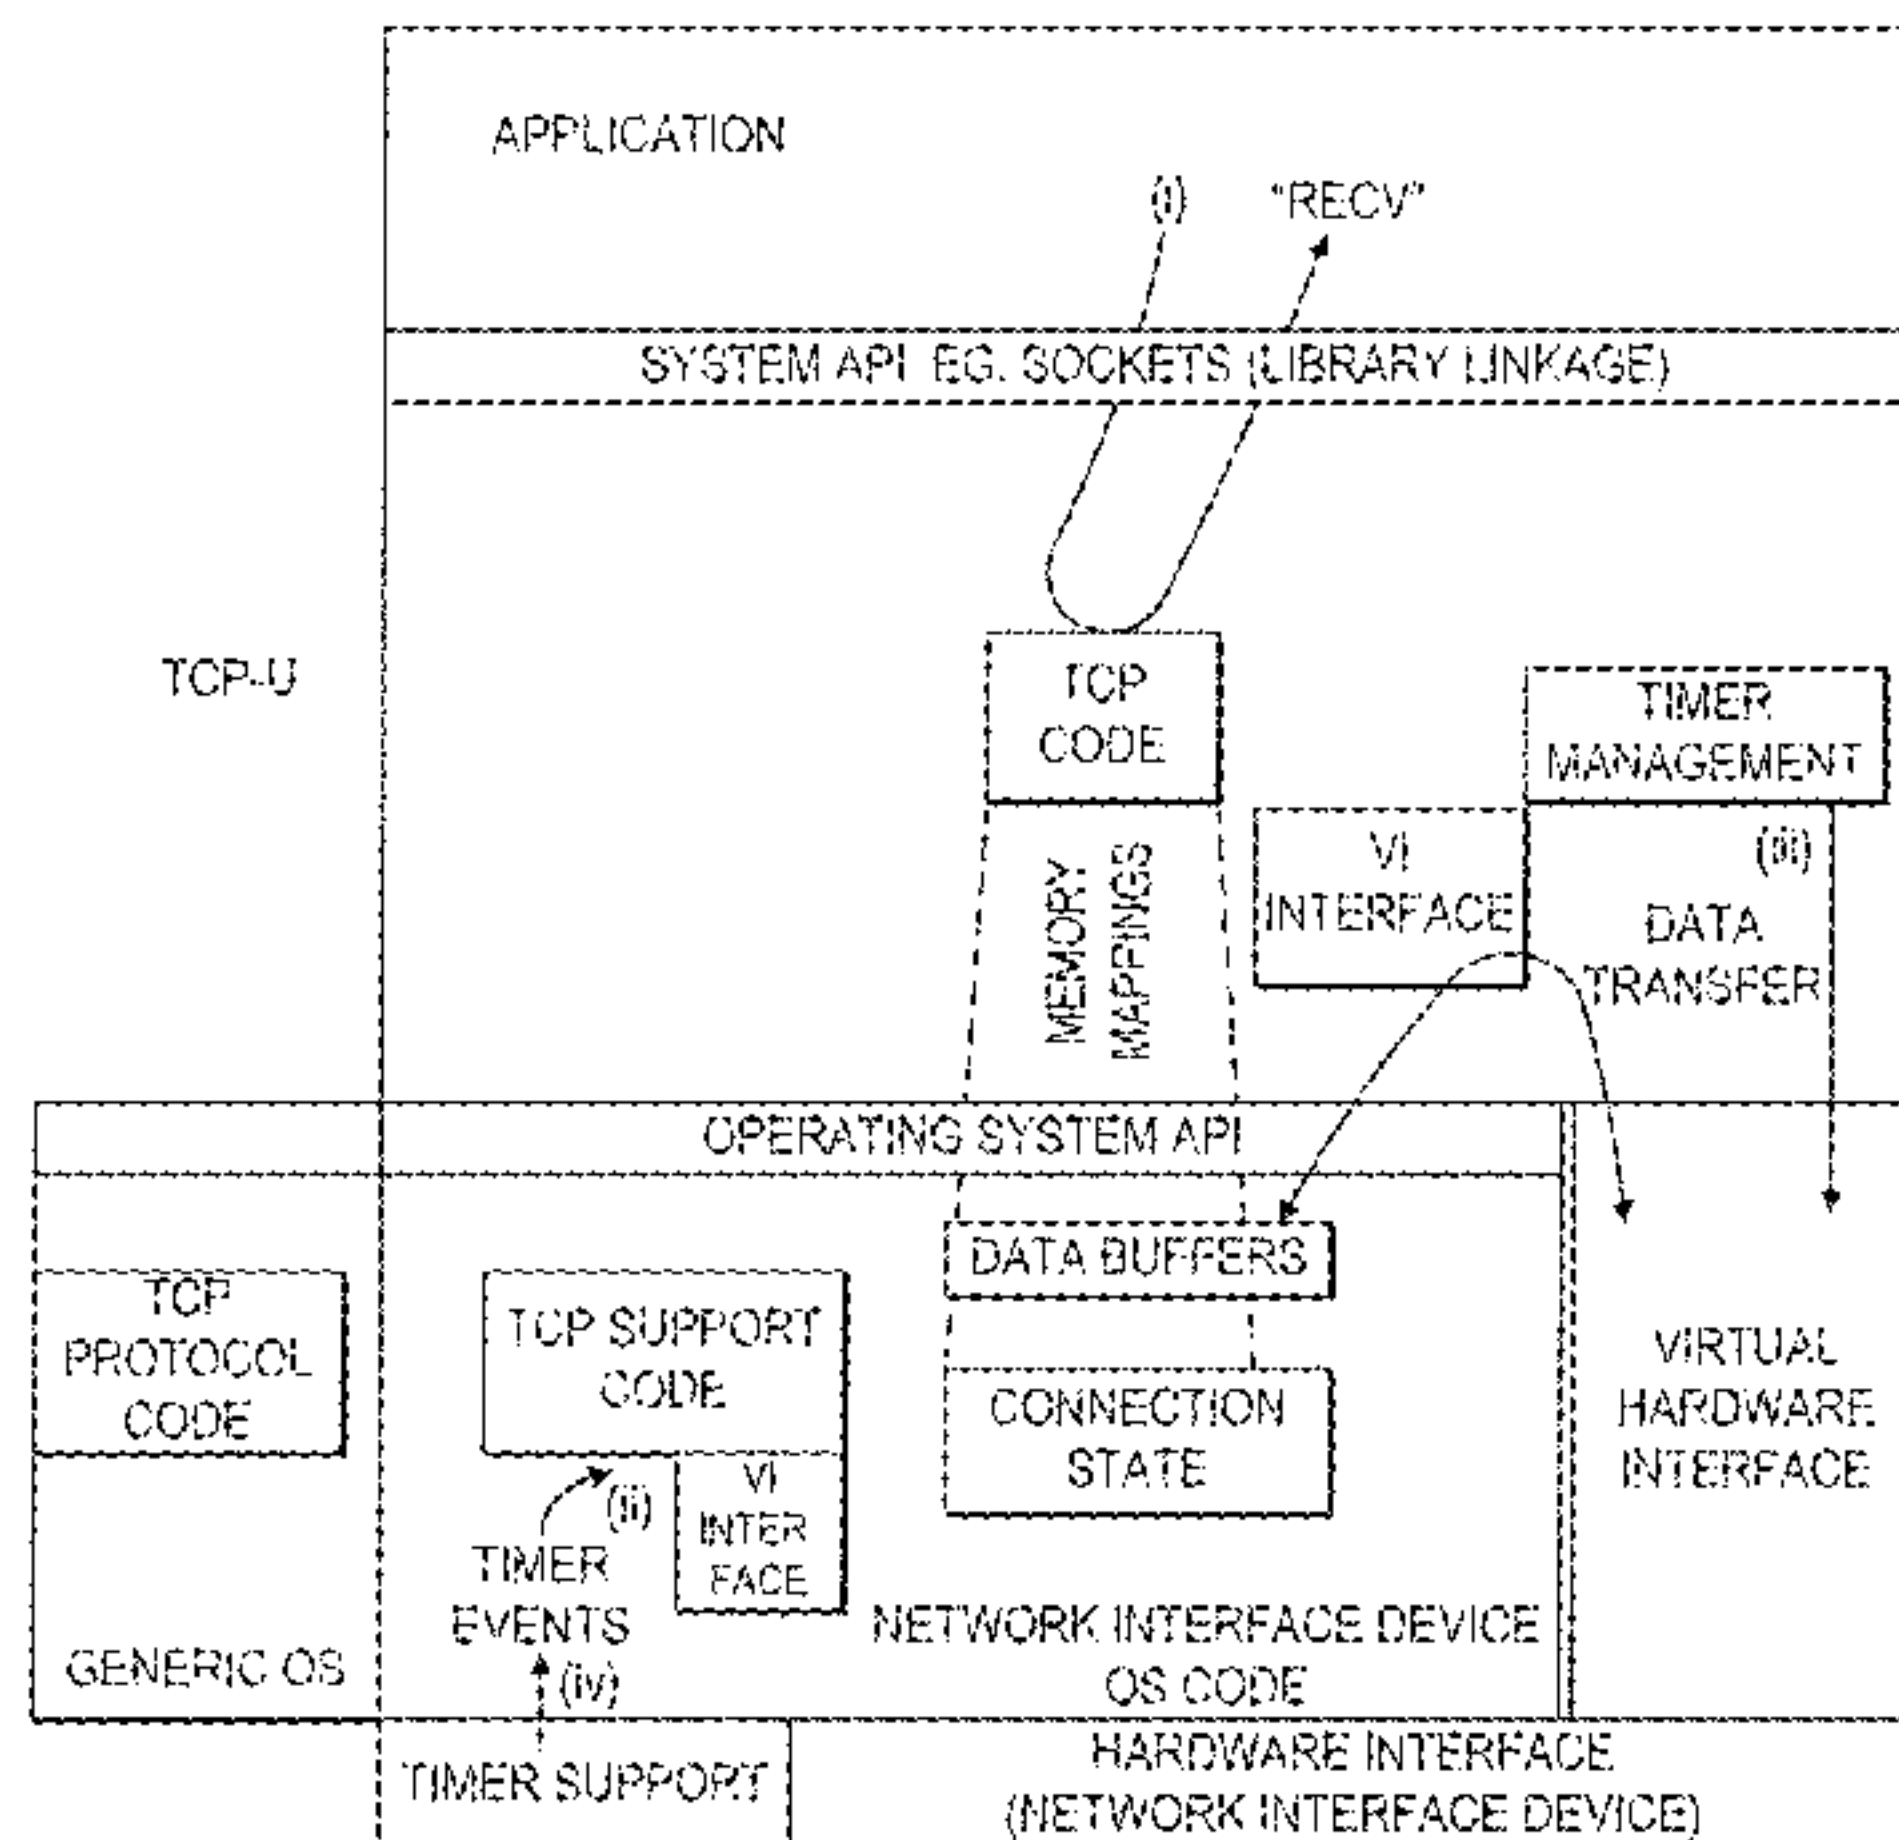 APPLICATION
(i)
"RECV"
SYSTEM API EG. SOCKETS (LIBRARY LINKAGE)
TCP-U
TCP
CODE
TIMER
MANAGEMENT
MEMORY
MAPPINGS
VI
INTERFACE
(iii)
DATA
TRANSFER
OPERATING SYSTEM API
TCP
PROTOCOL
CODE
TCP SUPPORT
CODE
DATA BUFFERS
CONNECTION
STATE
VIRTUAL
HARDWARE
INTERFACE
(ii)
VI
INTER
FACE
TIMER
EVENTS
(iv)
GENERIC OS
NETWORK INTERFACE DEVICE
OS CODE
TIMER SUPPORT
HARDWARE INTERFACE
(NETWORK INTERFACE DEVICE)